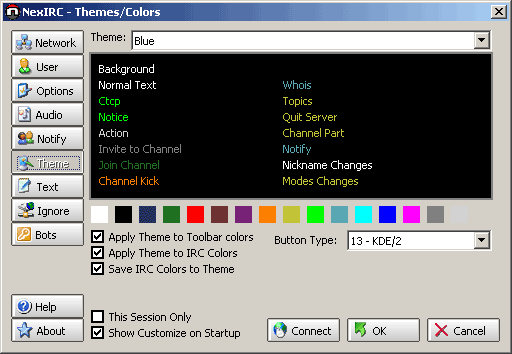 NexIRC - Themes/Colors
Network
User
Options
Audio
Notify
Theme
Text
Ignore
Bots
Help
About
Theme: Blue
Background
Normal Text
Ctcp
Notice
Action
Invite to Channel
Join Channel
Channel Kick
Whois
Topics
Quit Server
Channel Part
Notify
Nickname Changes
Modes Changes
Apply Theme to Toolbar colors
Apply Theme to IRC Colors
Save IRC Colors to Theme
Button Type: 13 - KDE/2
This Session Only
Show Customize on Startup
Connect
OK
Cancel